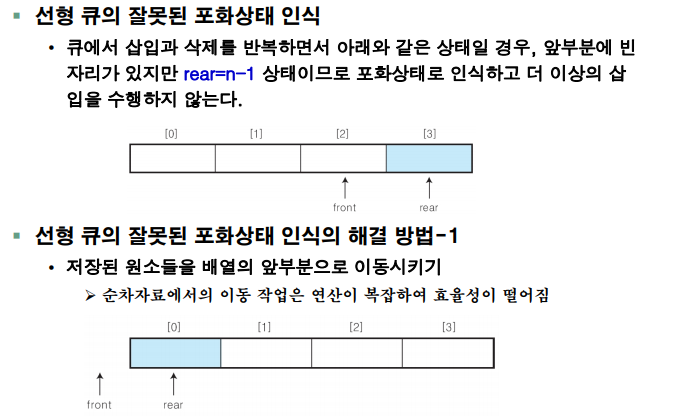 ▪ 선형 큐의 잘못된 포화상태 인식
• 큐에서 삽입과 삭제를 반복하면서 아래와 같은 상태일 경우, 앞부분에 빈
자리가 있지만 rear=n-1 상태이므로 포화상태로 인식하고 더 이상의 삽
입을 수행하지 않는다.
[0] [1] [2] [3]
front rear
▪ 선형 큐의 잘못된 포화상태 인식의 해결 방법-1
• 저장된 원소들을 배열의 앞부분으로 이동시키기
➢ 순차자료에서의 이동 작업은 연산이 복잡하여 효율성이 떨어짐
[0] [1] [2] [3]
front rear